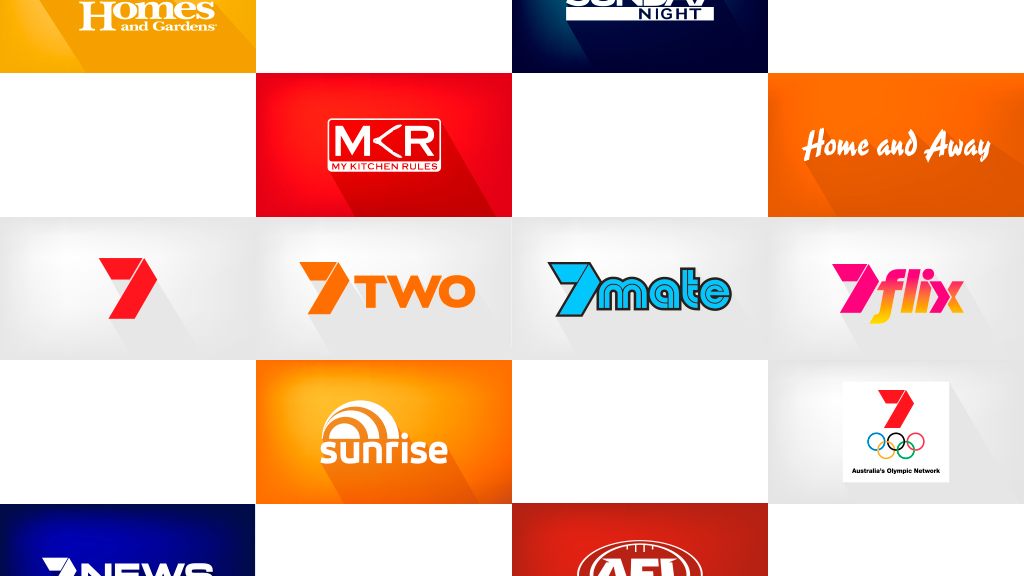 Homes
and Gardens
SUNDAY
NIGHT
MKR
MY KITCHEN RULES
Home and Away
7
7TWO
7mate
7flix
sunrise
7
Australia's Olympic Network
7NEWS
AFL